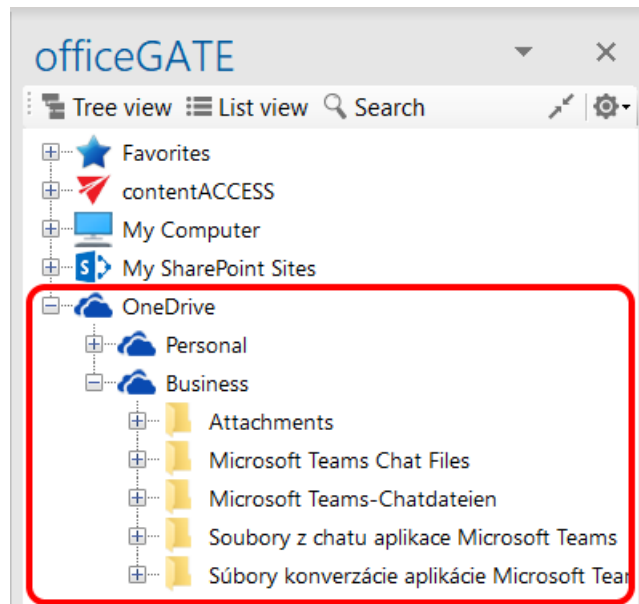 officeGATE
Tree view List view Search
Favorites
contentACCESS
My Computer
My SharePoint Sites
OneDrive
Personal
Business
Attachments
Microsoft Teams Chat Files
Microsoft Teams-Chatdateien
Soubory z chatu aplikace Microsoft Teams
Súbory konverzácie aplikácie Microsoft Tear